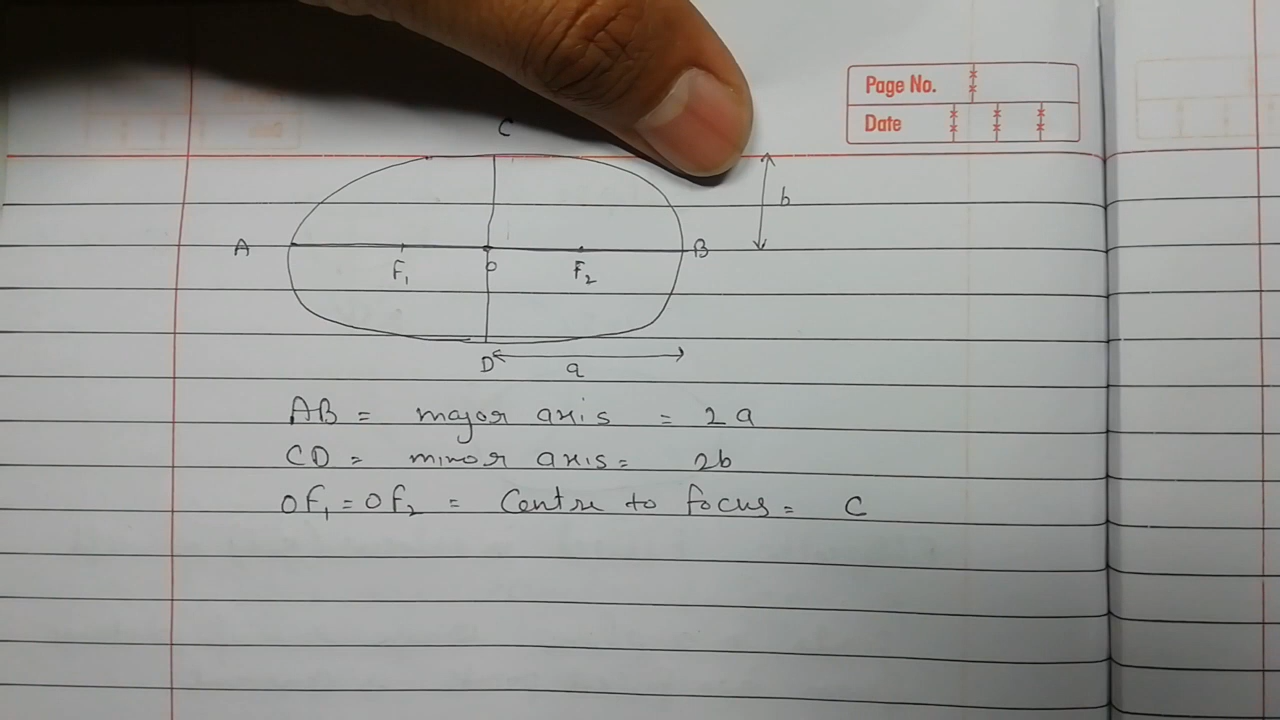 Page No.
Date
C
b
A
B
F₁
O
F₂
D
a
AB = major axis = 2a
CD = minor axis = 2b
OF₁ = OF₂ = Centre to focus = C